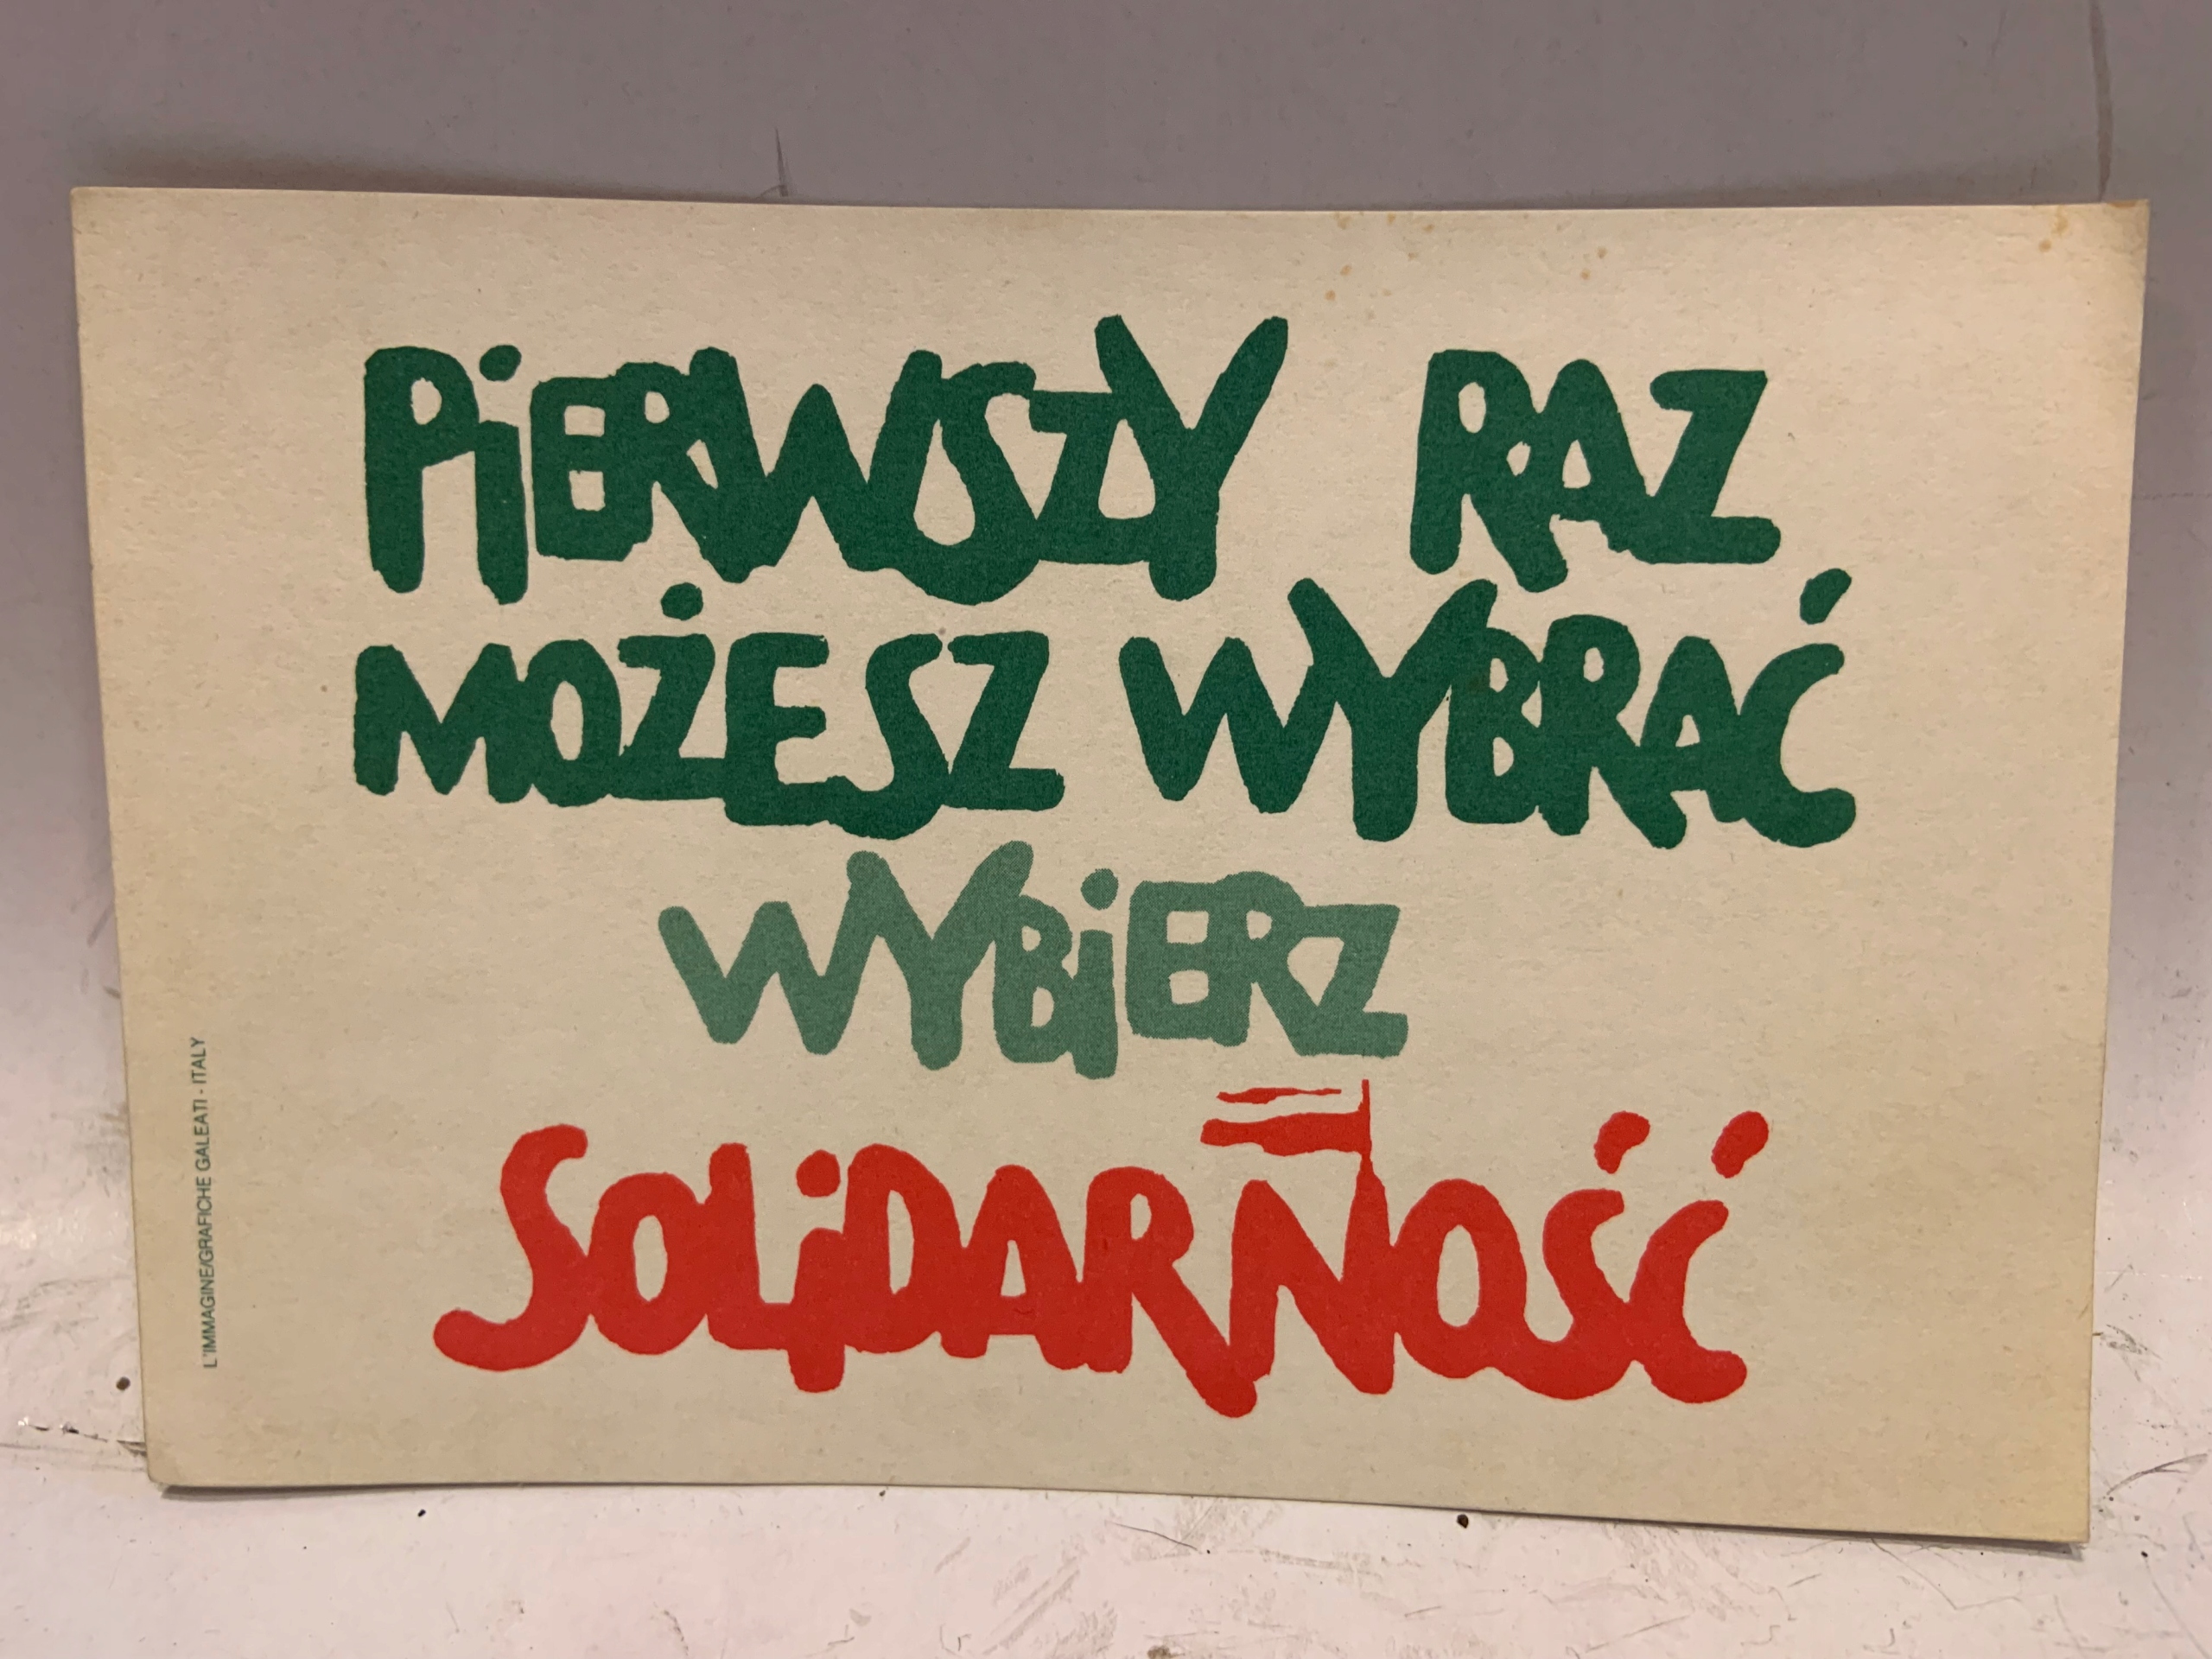 PiERWSZY RAZ
MOŻESZ WYBRAĆ
WYBiERZ
SOLiDARNOŚĆ
L'IMMAGINE/GRAFICHE GALEATI - ITALY